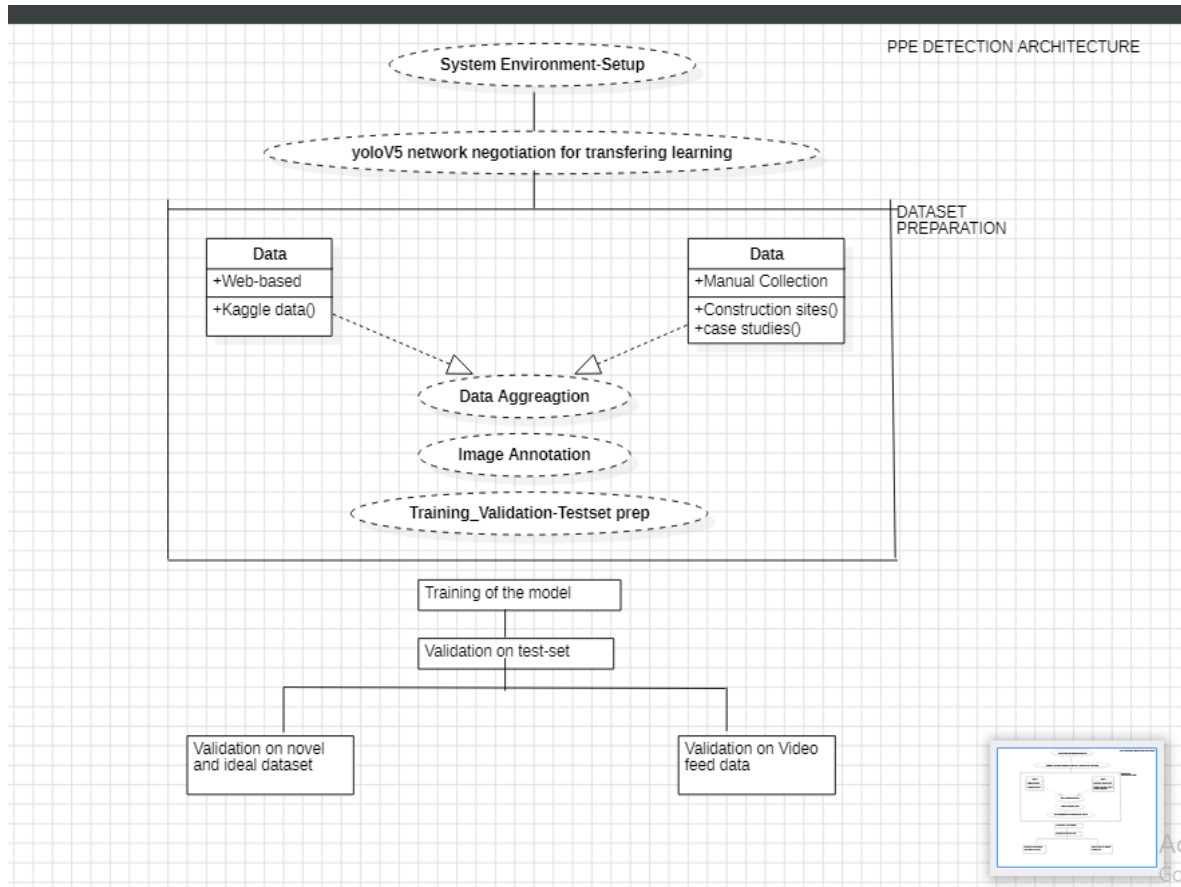 PPE DETECTION ARCHITECTURE
System Environment-Setup
yoloV5 network negotiation for transfering learning
DATASET
PREPARATION
Data
+Web-based
+Kaggle data()
Data
+Manual Collection
+Construction sites()
+case studies()
Data Aggreagtion
Image Annotation
Training_Validation-Testset prep
Training of the model
Validation on test-set
Validation on novel
and ideal dataset
Validation on Video
feed data